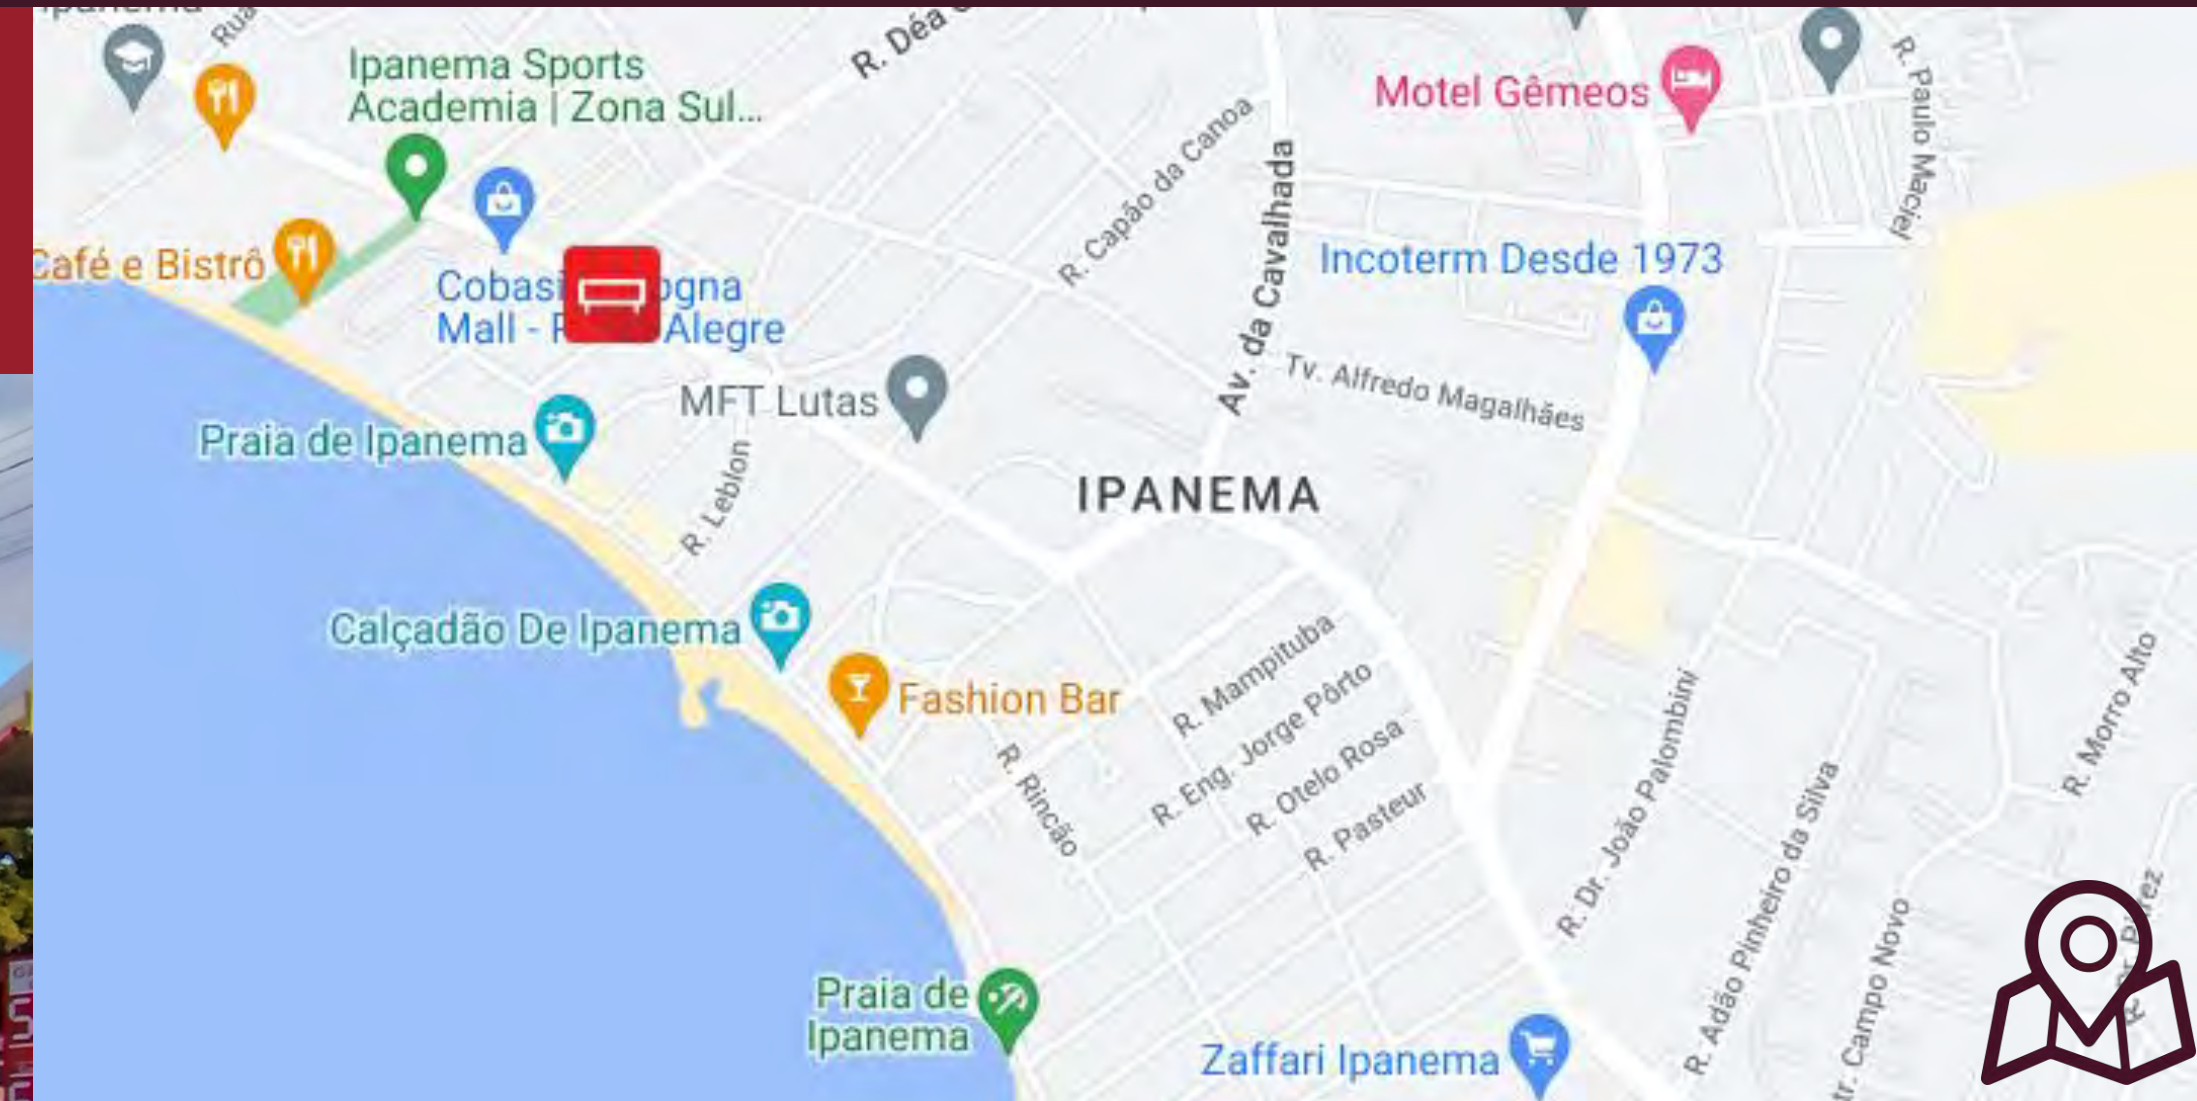 Rua
R. Déa
Ipanema Sports
Academia | Zona Sul...
Motel Gêmeos
R. Paulo Maciel
R. Capão da Canoa
Av. da Cavalhada
Café e Bistrô
Cobasi
Mall -
Alegre
Incoterm Desde 1973
Tv. Alfredo Magalhães
MFT Lutas
Praia de Ipanema
R. Leblon
IPANEMA
Calçadão De Ipanema
Fashion Bar
R. Mampituba
R. Eng. Jorge Pôrto
R. Otelo Rosa
R. Pasteur
R. Rincão
R. Dr. João Palombini
R. Adão Pinheiro da Silva
R. Morro Alto
Campo Novo
Praia de
Ipanema
Zaffari Ipanema